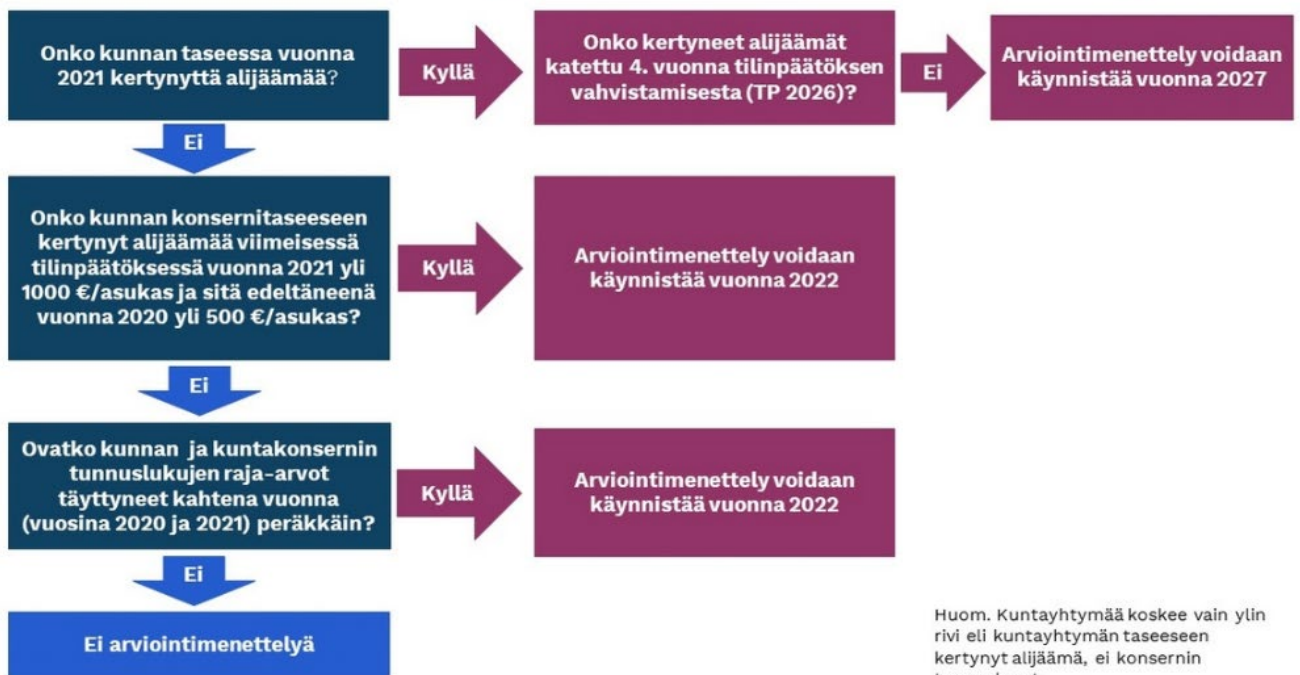 Onko kunnan taseessa vuonna
2021 kertynyttä alijäämää?
Kyllä
Onko kertyneet alijäämät
katettu 4. vuonna tilinpäätöksen
vahvistamisesta (TP 2026)?
Ei
Arviointimenettely voidaan
käynnistää vuonna 2027
Ei
Onko kunnan konsernitaseeseen
kertynyt alijäämää viimeisessä
tilinpäätöksessä vuonna 2021 yli
1000 €/asukas ja sitä edeltäneenä
vuonna 2020 yli 500 €/asukas?
Kyllä
Arviointimenettely voidaan
käynnistää vuonna 2022
Ei
Ovatko kunnan ja kuntakonsernin
tunnuslukujen raja-arvot
täyttyneet kahtena vuonna
(vuosina 2020 ja 2021) peräkkäin?
Kyllä
Arviointimenettely voidaan
käynnistää vuonna 2022
Ei
Ei arviointimenettelyä
Huom. Kuntayhtymää koskee vain ylin
rivi eli kuntayhtymän taseeseen
kertynyt alijäämä, ei konsernin